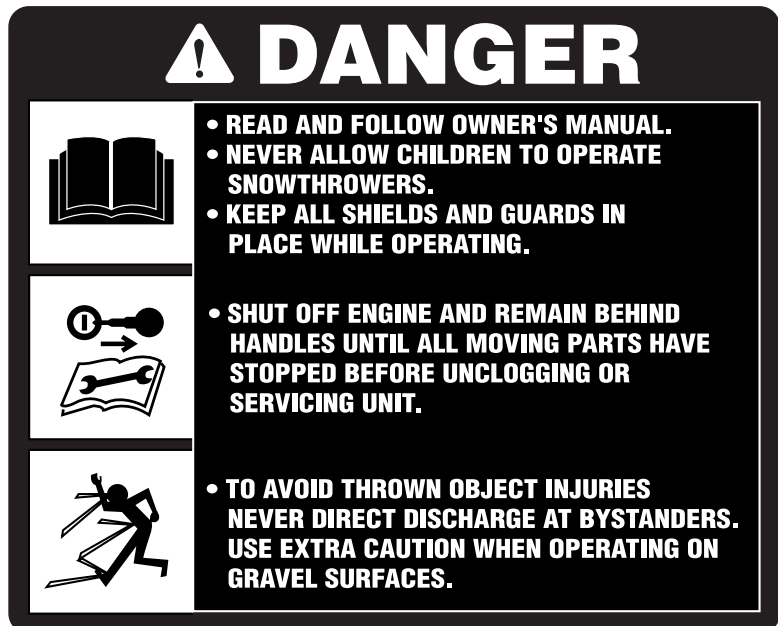 DANGER
• READ AND FOLLOW OWNER'S MANUAL.
• NEVER ALLOW CHILDREN TO OPERATE
SNOWTHROWERS.
• KEEP ALL SHIELDS AND GUARDS IN
PLACE WHILE OPERATING.
• SHUT OFF ENGINE AND REMAIN BEHIND
HANDLES UNTIL ALL MOVING PARTS HAVE
STOPPED BEFORE UNCLOGGING OR
SERVICING UNIT.
• TO AVOID THROWN OBJECT INJURIES
NEVER DIRECT DISCHARGE AT BYSTANDERS.
USE EXTRA CAUTION WHEN OPERATING ON
GRAVEL SURFACES.